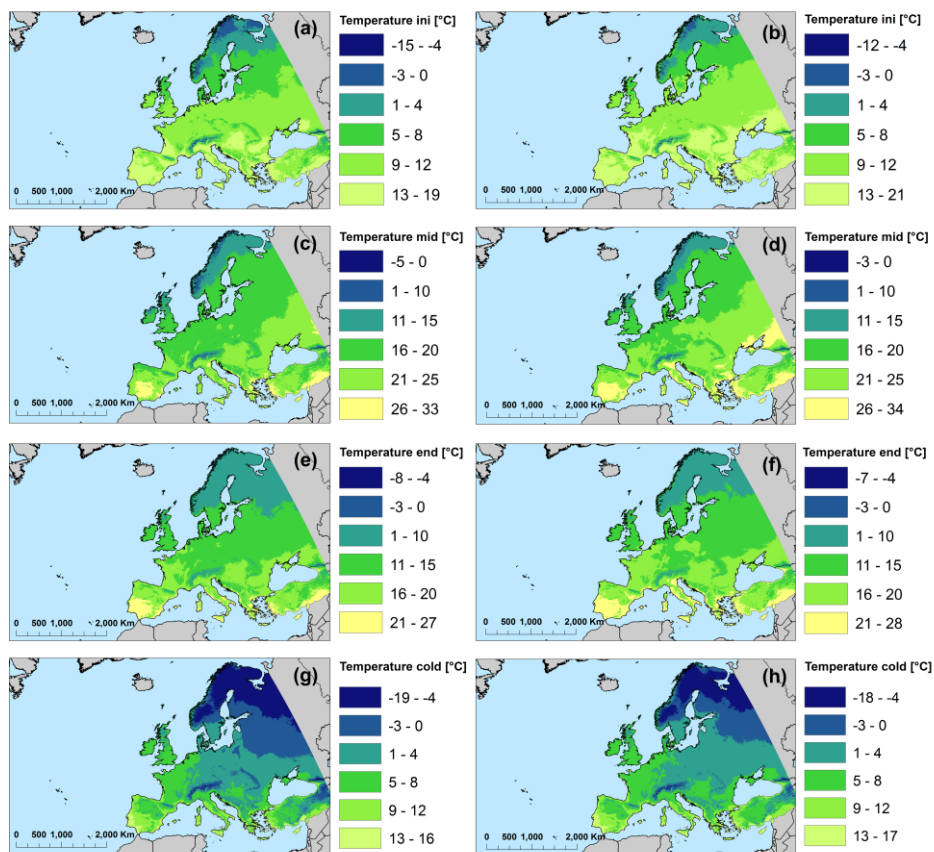 (a)
Temperature ini [°C]
-15 - -4
-3 - 0
1 - 4
5 - 8
9 - 12
13 - 19
0 500 1,000 2,000 Km
(b)
Temperature ini [°C]
-12 - -4
-3 - 0
1 - 4
5 - 8
9 - 12
13 - 21
0 500 1,000 2,000 Km
(c)
Temperature mid [°C]
-5 - 0
1 - 10
11 - 15
16 - 20
21 - 25
26 - 33
0 500 1,000 2,000 Km
(d)
Temperature mid [°C]
-3 - 0
1 - 10
11 - 15
16 - 20
21 - 25
26 - 34
0 500 1,000 2,000 Km
(e)
Temperature end [°C]
-8 - -4
-3 - 0
1 - 10
11 - 15
16 - 20
21 - 27
0 500 1,000 2,000 Km
(f)
Temperature end [°C]
-7 - -4
-3 - 0
1 - 10
11 - 15
16 - 20
21 - 28
0 500 1,000 2,000 Km
(g)
Temperature cold [°C]
-19 - -4
-3 - 0
1 - 4
5 - 8
9 - 12
13 - 16
0 500 1,000 2,000 Km
(h)
Temperature cold [°C]
-18 - -4
-3 - 0
1 - 4
5 - 8
9 - 12
13 - 17
0 500 1,000 2,000 Km